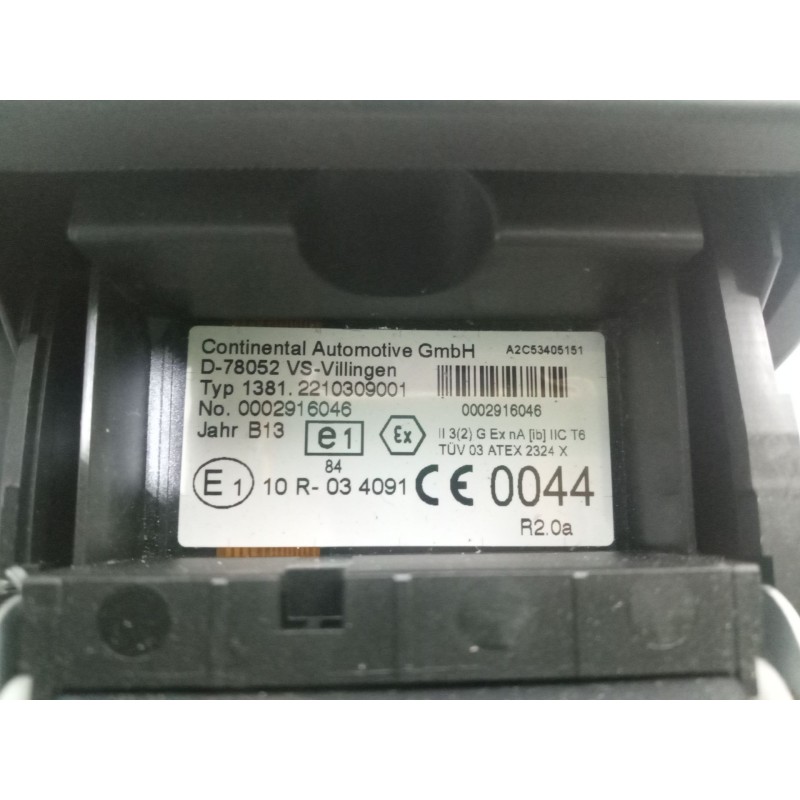 Continental Automotive GmbH A2C53405151
D-78052 VS-Villingen
Typ 1381.2210309001
No. 0002916046 0002916046
Jahr B13 e1 Ex II 3(2) G Ex nA [ib] IIC T6
84 TÜV 03 ATEX 2324 X
E1 10 R- 03 4091 CE 0044
R2.0a